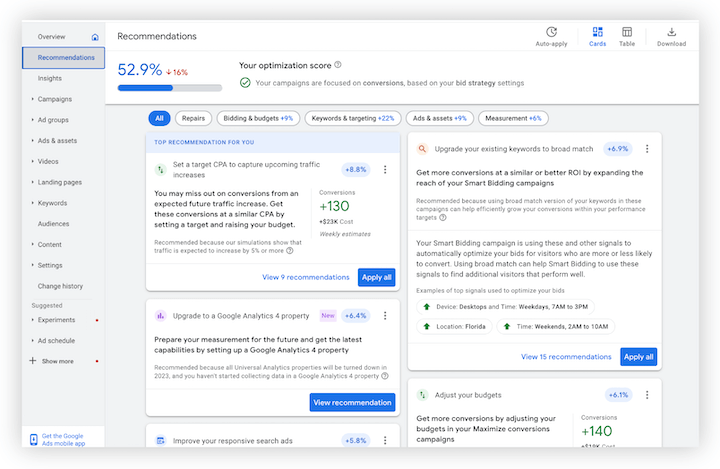 Overview
Recommendations
Insights
Campaigns
Ad groups
Ads & assets
Videos
Landing pages
Keywords
Audiences
Content
Settings
Change history
Suggested
Experiments
Ad schedule
Show more
Get the Google
Ads mobile app
Recommendations
Auto-apply
Cards
Table
Download
52.9% 16%
Your optimization score
Your campaigns are focused on conversions, based on your bid strategy settings
All
Repairs
Bidding & budgets +9%
Keywords & targeting +22%
Ads & assets +9%
Measurement +6%
TOP RECOMMENDATION FOR YOU
Set a target CPA to capture upcoming traffic
increases
+8.8%
You may miss out on conversions from an
expected future traffic increase. Get
these conversions at a similar CPA by
setting a target and raising your budget.
Recommended because our simulations show that
traffic is expected to increase by 5% or more
Conversions
+130
+$23K Cost
Weekly estimates
View 9 recommendations
Apply all
Upgrade to a Google Analytics 4 property
New
+6.4%
Prepare your measurement for the future and get the latest
capabilities by setting up a Google Analytics 4 property
Recommended because all Universal Analytics properties will be turned down in
2023, and you haven't started collecting data in a Google Analytics 4 property
View recommendation
Improve your responsive search ads
+5.8%
Upgrade your existing keywords to broad match
+6.9%
Get more conversions at a similar or better ROI by expanding the
reach of your Smart Bidding campaigns
Recommended because using broad match version of your keywords in these
campaigns can help efficiently grow your conversions within your performance
targets
Your Smart Bidding campaign is using these and other signals to
automatically optimize your bids for visitors who are more or less likely
to convert. Using broad match can help Smart Bidding to use these
signals to find additional visitors that perform well.
Examples of top signals used to optimize your bids
Device: Desktops and Time: Weekdays, 7AM to 3PM
Location: Florida
Time: Weekends, 2AM to 10AM
View 15 recommendations
Apply all
Adjust your budgets
+6.1%
Get more conversions by adjusting your
budgets in your Maximize conversions
campaigns
Conversions
+140
Cost